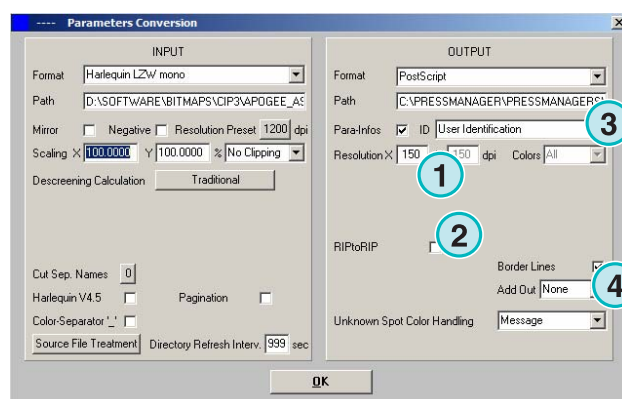 ---- Parameters Conversion
INPUT
Format Harlequin LZW mono
Path D:\SOFTWARE\BITMAPS\CIP3\APOGEE_AS
Mirror Negative Resolution Preset 1200 dpi
Scaling X 100.0000 Y 100.0000 % No Clipping
Descreening Calculation Traditional
Cut Sep. Names 0
Harlequin V4.5 Pagination
Color-Separator '_'
Source File Treatment Directory Refresh Interv. 999 sec
OUTPUT
Format PostScript
Path C:\PRESSMANAGER\PRESSMANAGERS\
Para-Infos ID User Identification 3
Resolution X 150 150 dpi Colors All
1
RIPtoRIP 2
Border Lines
Add Out None 4
Unknown Spot Color Handling Message
OK